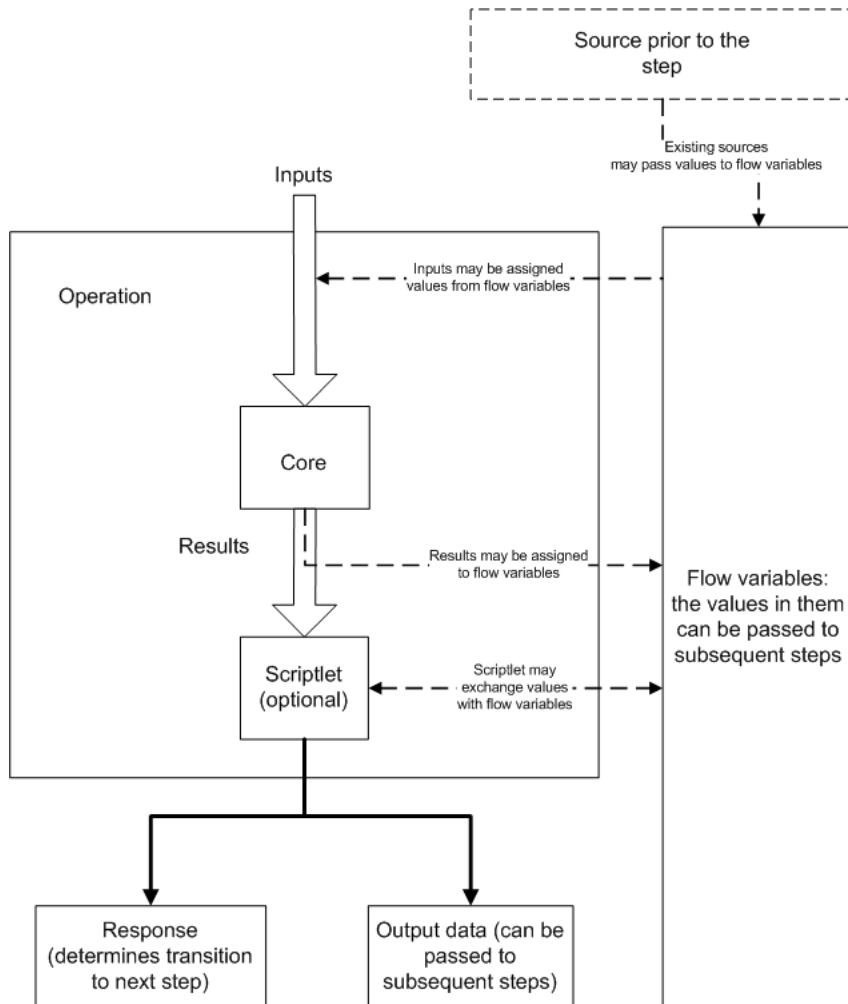 Source prior to the
step
Existing sources
may pass values to flow variables
Inputs
Inputs may be assigned
values from flow variables
Operation
Core
Results
Results may be assigned
to flow variables
Flow variables:
the values in them
can be passed to
subsequent steps
Scriptlet
(optional)
Scriptlet may
exchange values
with flow variables
Response
(determines transition
to next step)
Output data (can be
passed to
subsequent steps)